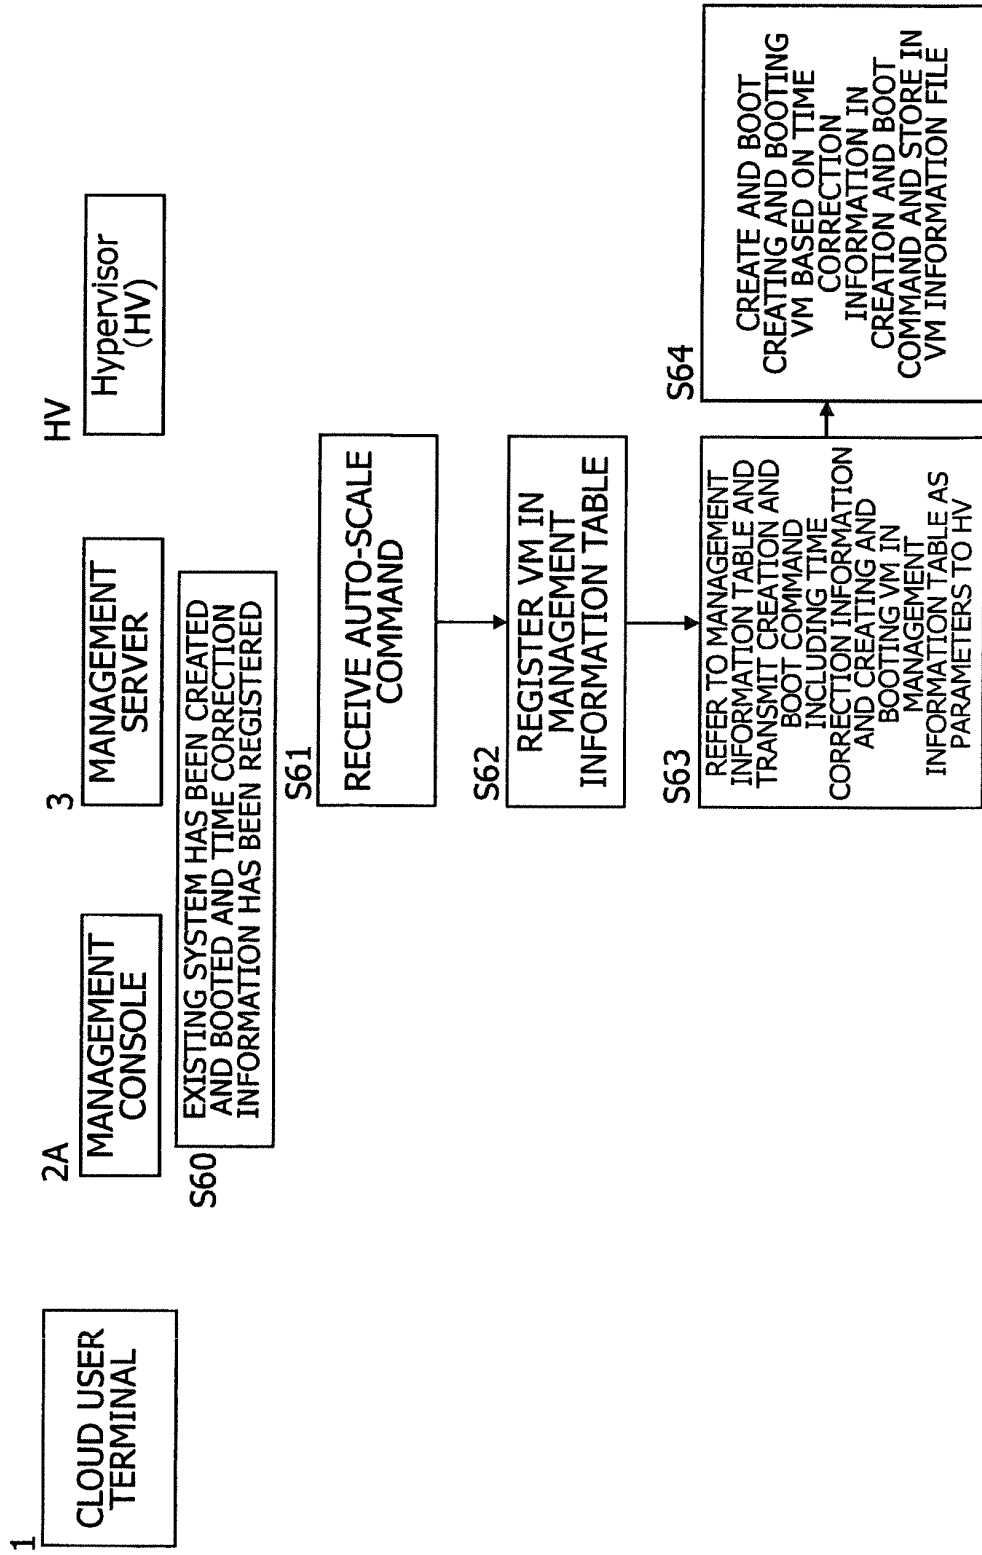 1
CLOUD USER
TERMINAL
2A
MANAGEMENT
CONSOLE
3
MANAGEMENT
SERVER
HV
Hypervisor
(HV)
S60
EXISTING SYSTEM HAS BEEN CREATED
AND BOOTED AND TIME CORRECTION
INFORMATION HAS BEEN REGISTERED
S61
RECEIVE AUTO-SCALE
COMMAND
S62
REGISTER VM IN
MANAGEMENT
INFORMATION TABLE
S63
REFER TO MANAGEMENT
INFORMATION TABLE AND
TRANSMIT CREATION AND
BOOT COMMAND
INCLUDING TIME
CORRECTION INFORMATION
AND CREATING AND
BOOTING VM IN
MANAGEMENT
INFORMATION TABLE AS
PARAMETERS TO HV
S64
CREATE AND BOOT
CREATING AND BOOTING
VM BASED ON TIME
CORRECTION
INFORMATION IN
CREATION AND BOOT
COMMAND AND STORE IN
VM INFORMATION FILE